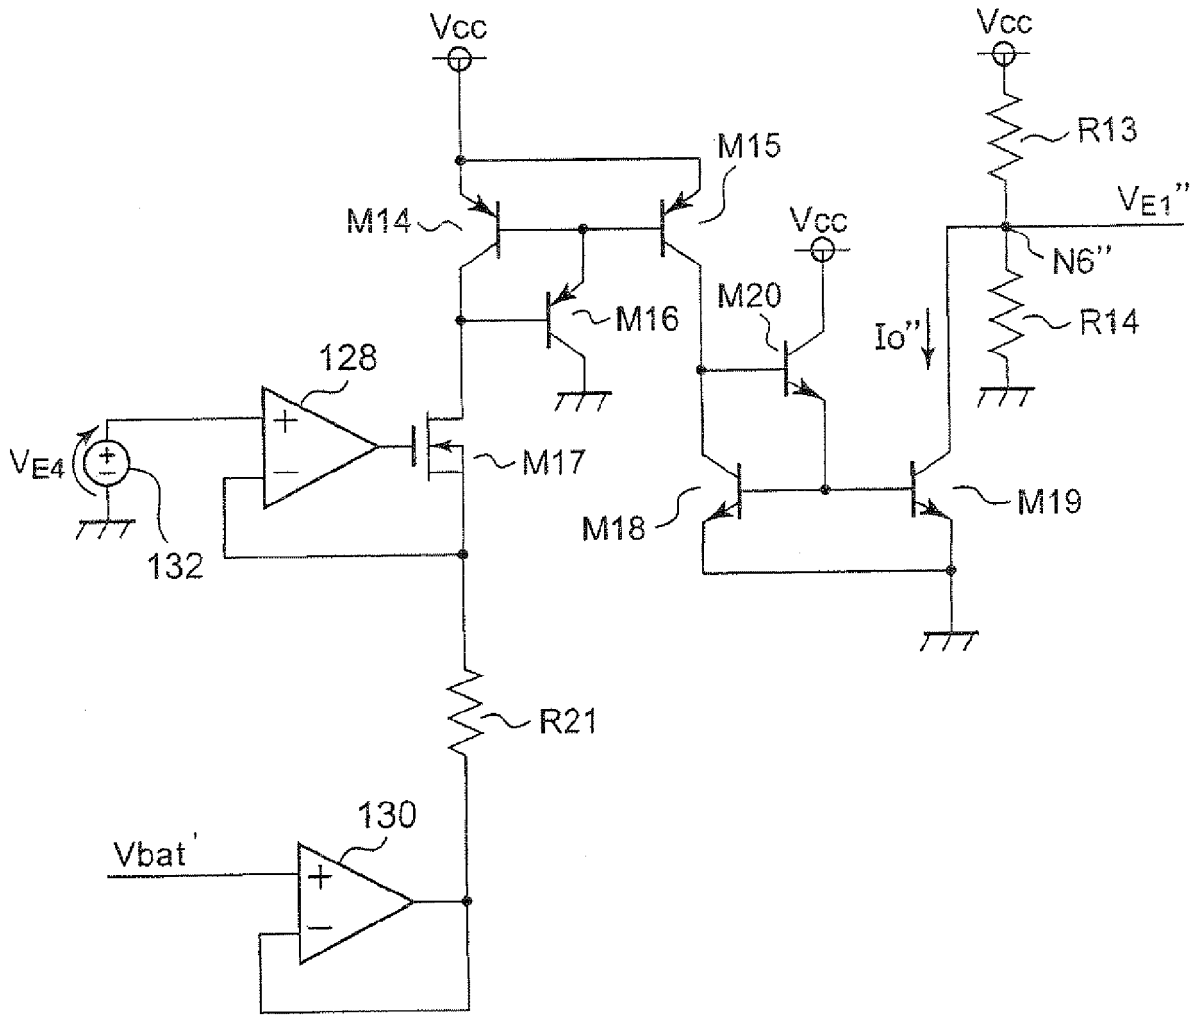 Vcc
Vcc
R13
M15
VE1"
M14
Vcc
N6"
M20
M16
Io"
R14
128
+
VE4
+
-
-
M17
M18
M19
132
R21
130
Vbat'
+
-